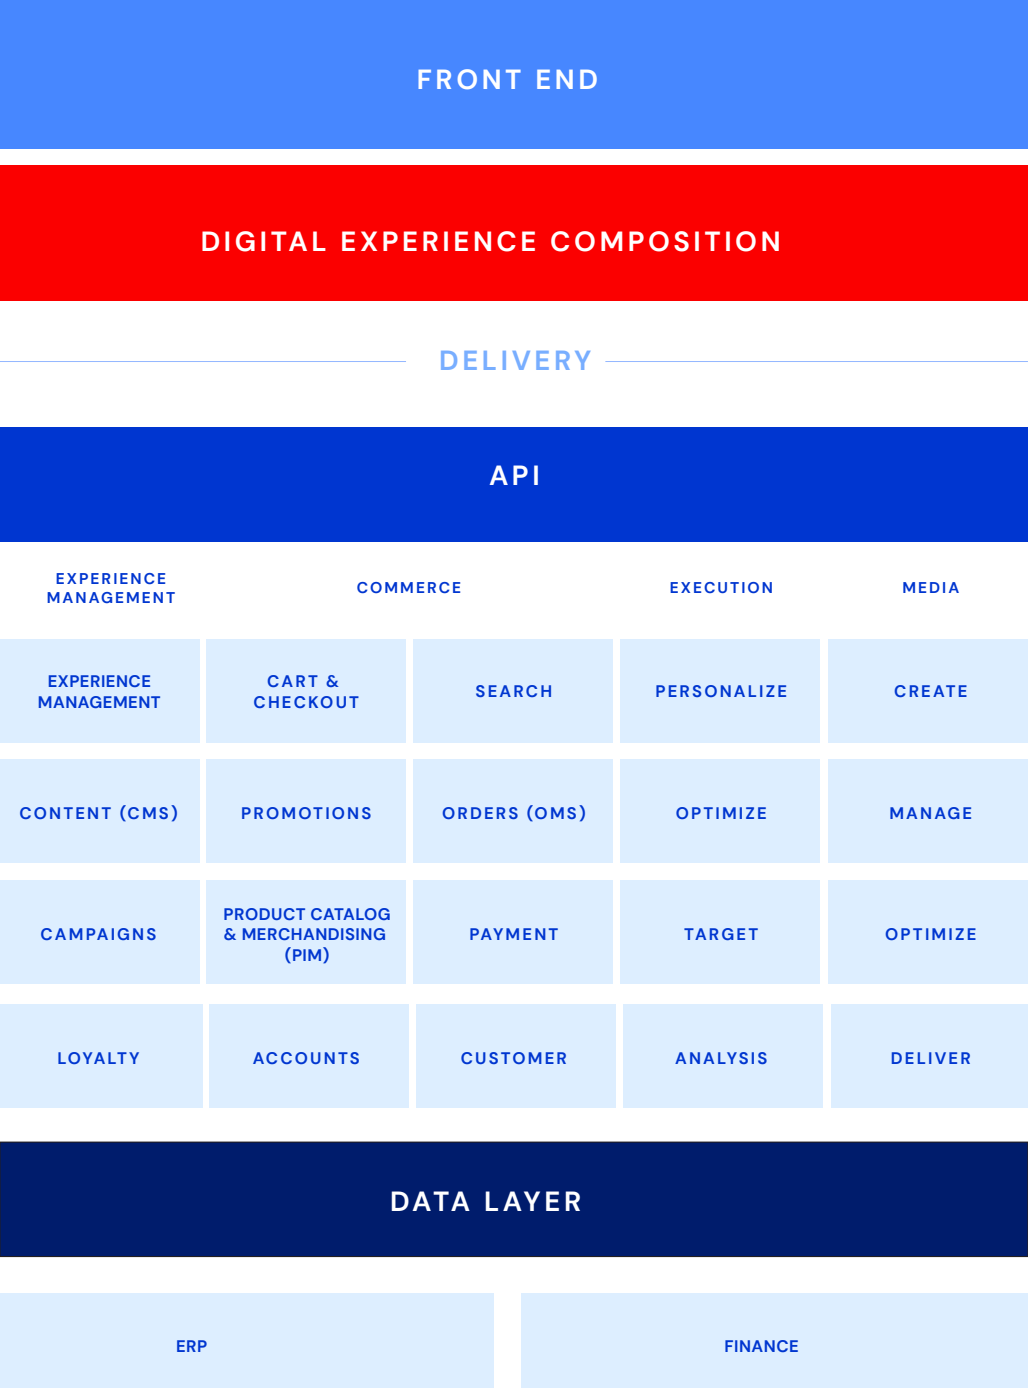 FRONT END
DIGITAL EXPERIENCE COMPOSITION
DELIVERY
API
EXPERIENCE
MANAGEMENT
COMMERCE
EXECUTION
MEDIA
EXPERIENCE
MANAGEMENT
CART &
CHECKOUT
SEARCH
PERSONALIZE
CREATE
CONTENT (CMS)
PROMOTIONS
ORDERS (OMS)
OPTIMIZE
MANAGE
CAMPAIGNS
PRODUCT CATALOG
& MERCHANDISING
(PIM)
PAYMENT
TARGET
OPTIMIZE
LOYALTY
ACCOUNTS
CUSTOMER
ANALYSIS
DELIVER
DATA LAYER
ERP
FINANCE